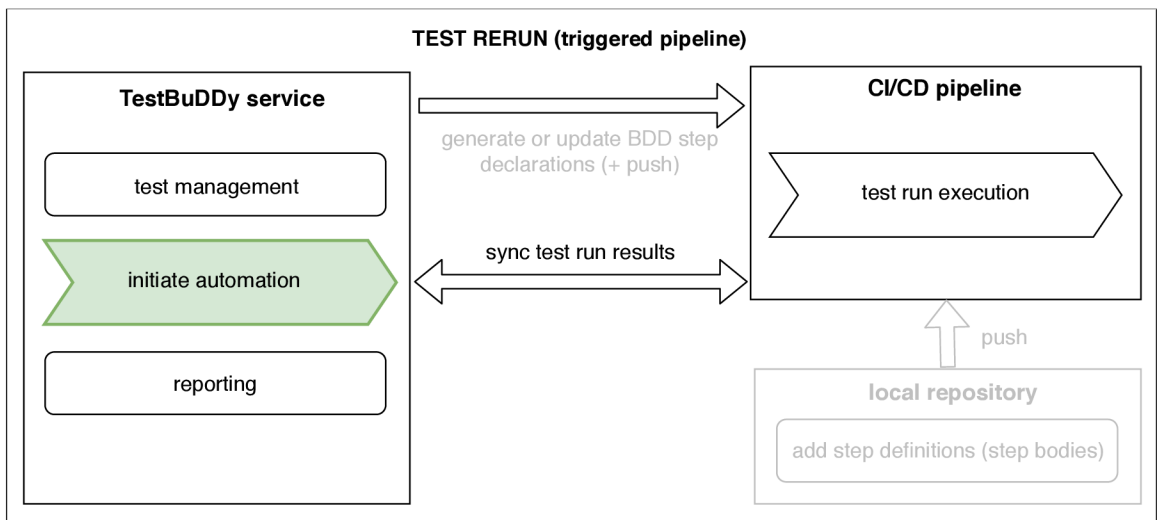 TEST RERUN (triggered pipeline)
TestBuDDy service
test management
initiate automation
reporting
generate or update BDD step
declarations (+ push)
sync test run results
CI/CD pipeline
test run execution
push
local repository
add step definitions (step bodies)